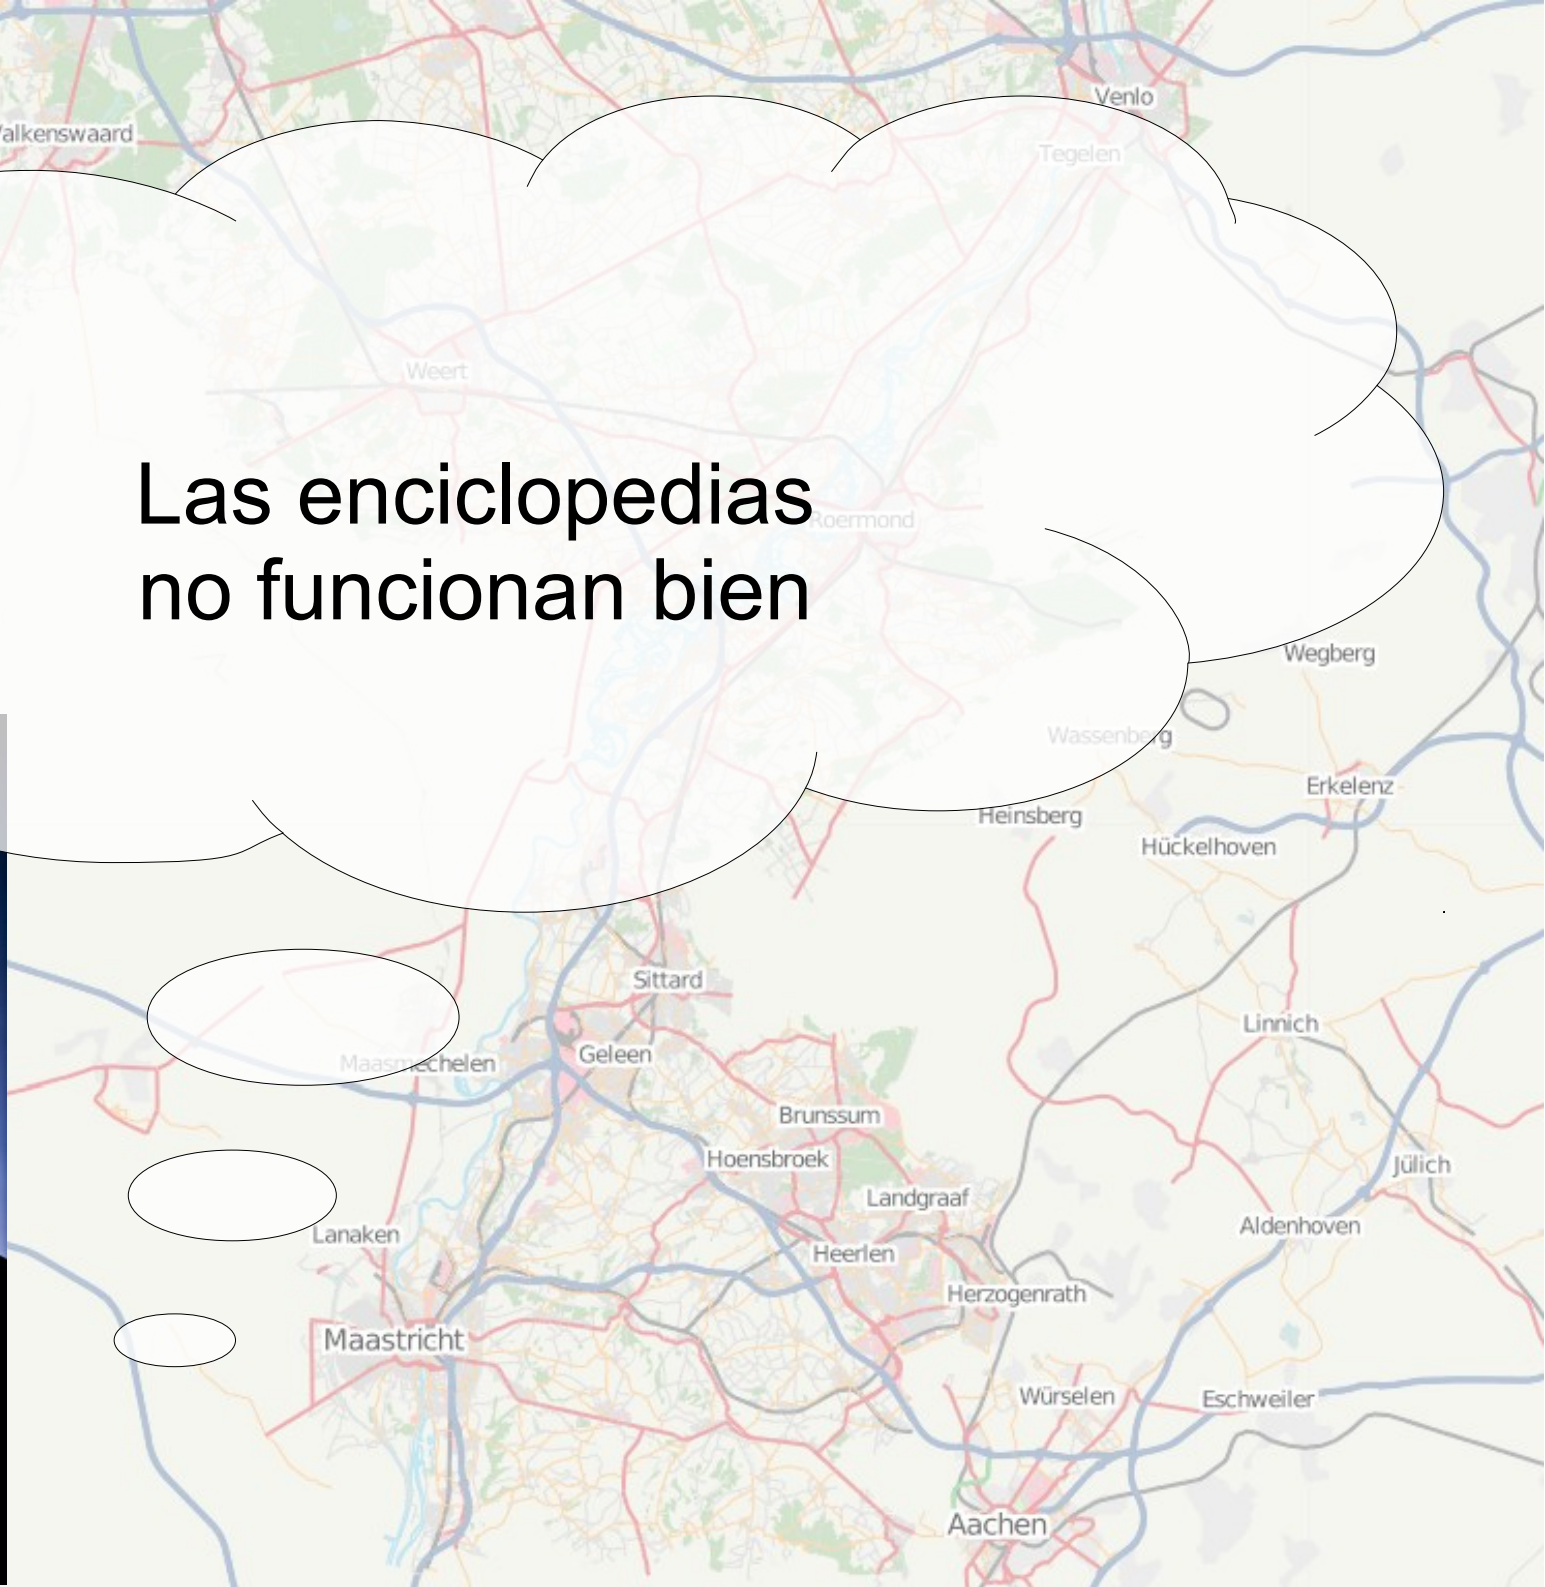 Venlo
alkenswaard
Tegelen
Weert
Las enciclopedias
Roermond
no funcionan bien
Wegberg
Wassenberg
Erkelenz
Heinsberg
Hückelhoven
Sittard
Linnich
Geleen
Maasmechelen
Brunssum
Hoensbroek
Jülich
Landgraaf
Aldenhoven
Lanaken
Heerlen
Herzogenrath
Maastricht
Würselen
Eschweiler
Aachen